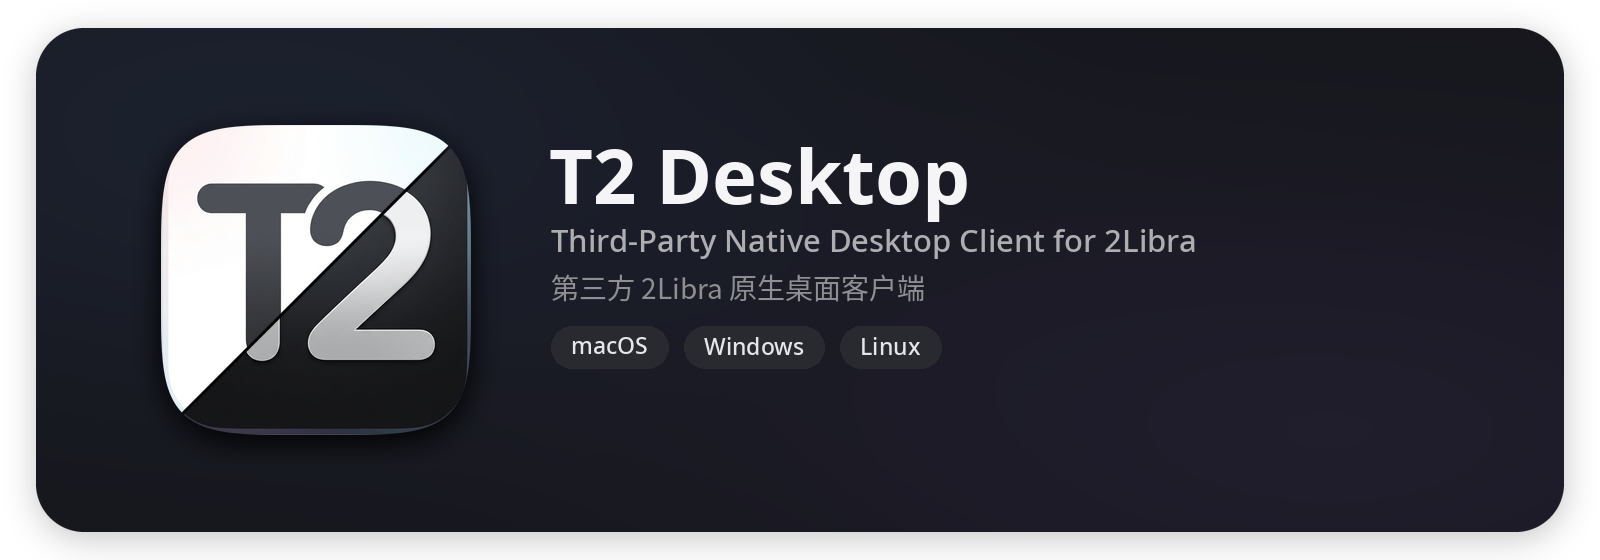 T2
T2 Desktop
Third-Party Native Desktop Client for 2Libra
第三方 2Libra 原生桌面客户端
macOS Windows Linux